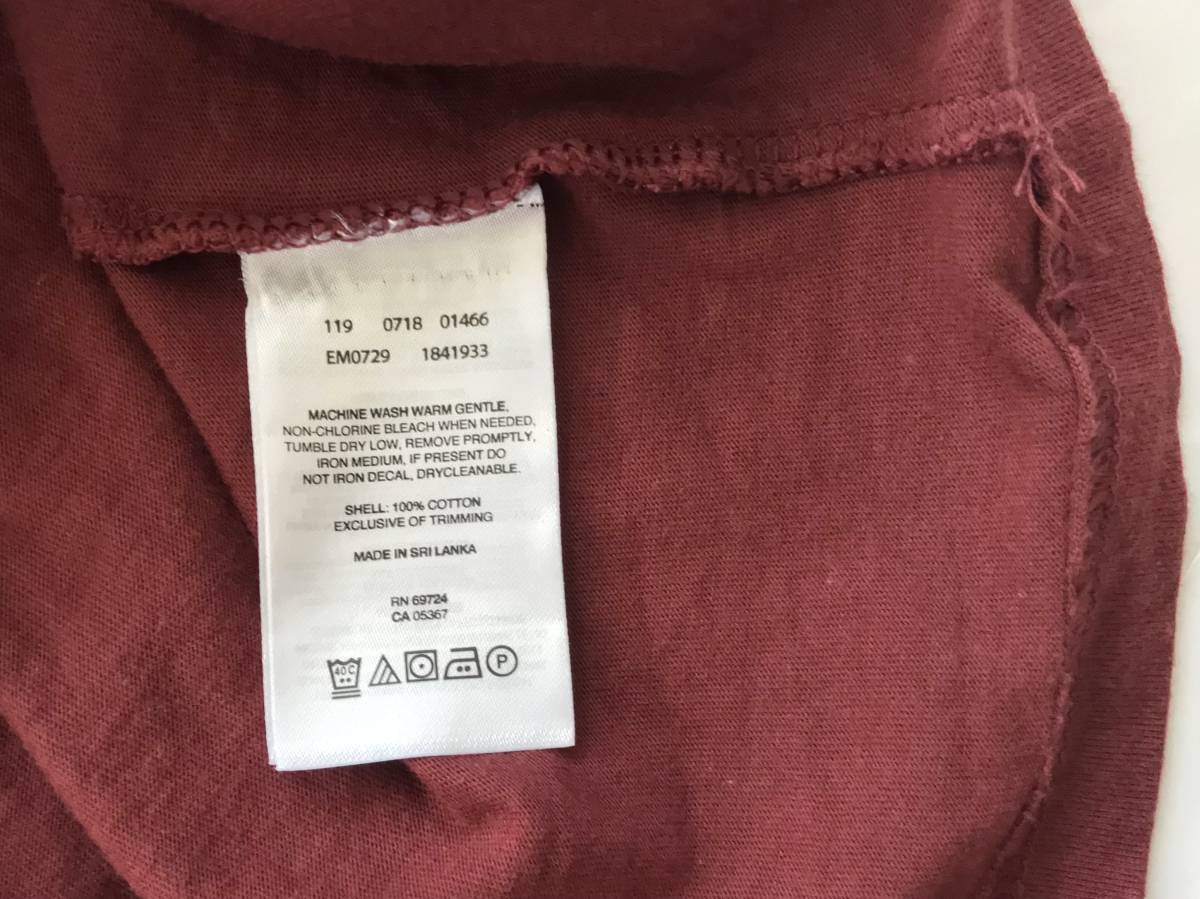 119 0718 01466
EM0729 1841933
MACHINE WASH WARM GENTLE,
NON-CHLORINE BLEACH WHEN NEEDED,
TUMBLE DRY LOW, REMOVE PROMPTLY,
IRON MEDIUM, IF PRESENT DO
NOT IRON DECAL, DRYCLEANABLE.
SHELL: 100% COTTON
EXCLUSIVE OF TRIMMING
MADE IN SRI LANKA
RN 69724
CA 05367
40 C P